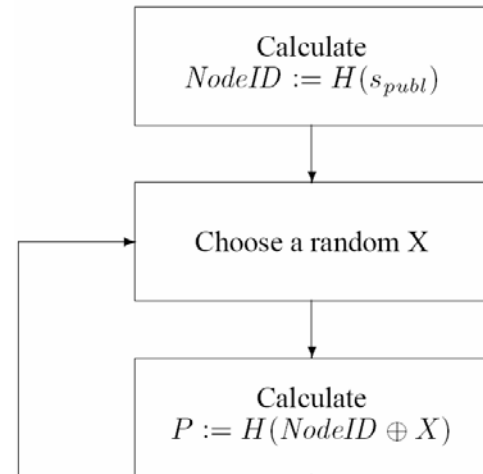 Calculate
NodeID := H(s_publ)
Choose a random X
Calculate
P := H(NodeID ⊕ X)